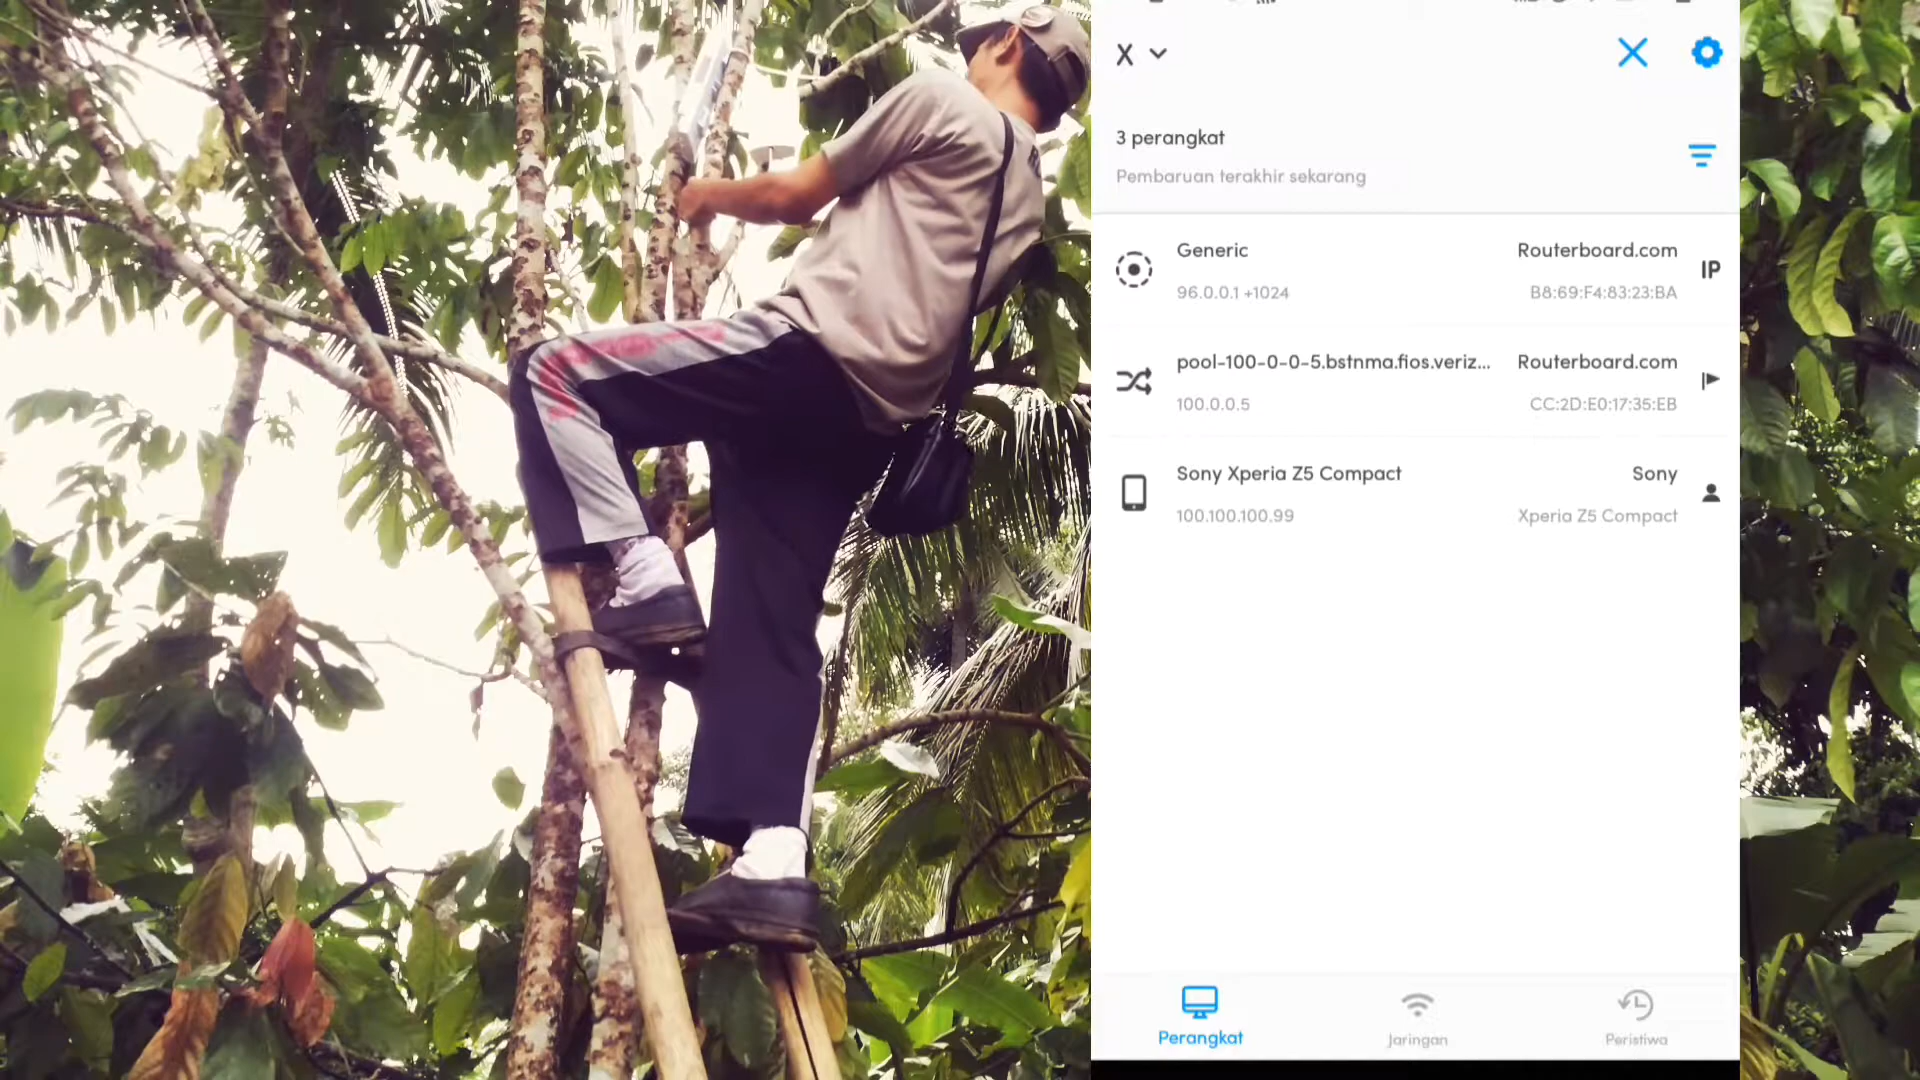 X
3 perangkat
Pembaruan terakhir sekarang
Generic Routerboard.com
IP
96.0.0.1 +1024 B8:69:F4:83:23:BA
pool-100-0-0-5.bstnma.fios.veriz... Routerboard.com
100.0.0.5 CC:2D:E0:17:35:EB
Sony Xperia Z5 Compact Sony
100.100.100.99 Xperia Z5 Compact
Perangkat Jaringan Peristiwa